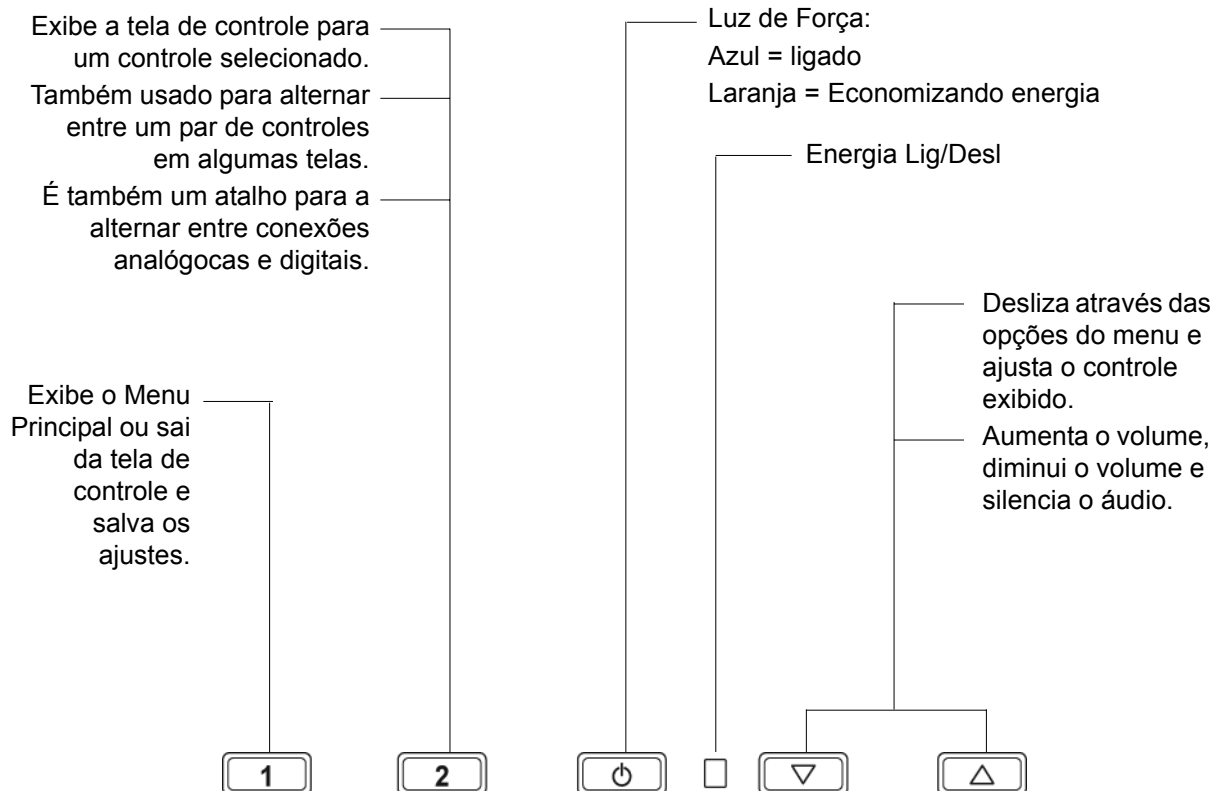 Exibe a tela de controle para
um controle selecionado.
Também usado para alternar
entre um par de controles
em algumas telas.
É também um atalho para a
alternar entre conexões
analógocas e digitais.
Luz de Força:
Azul = ligado
Laranja = Economizando energia
Energia Lig/Desl
Desliza através das
opções do menu e
ajusta o controle
exibido.
Aumenta o volume,
diminui o volume e
silencia o áudio.
Exibe o Menu
Principal ou sai
da tela de
controle e
salva os
ajustes.
1
2